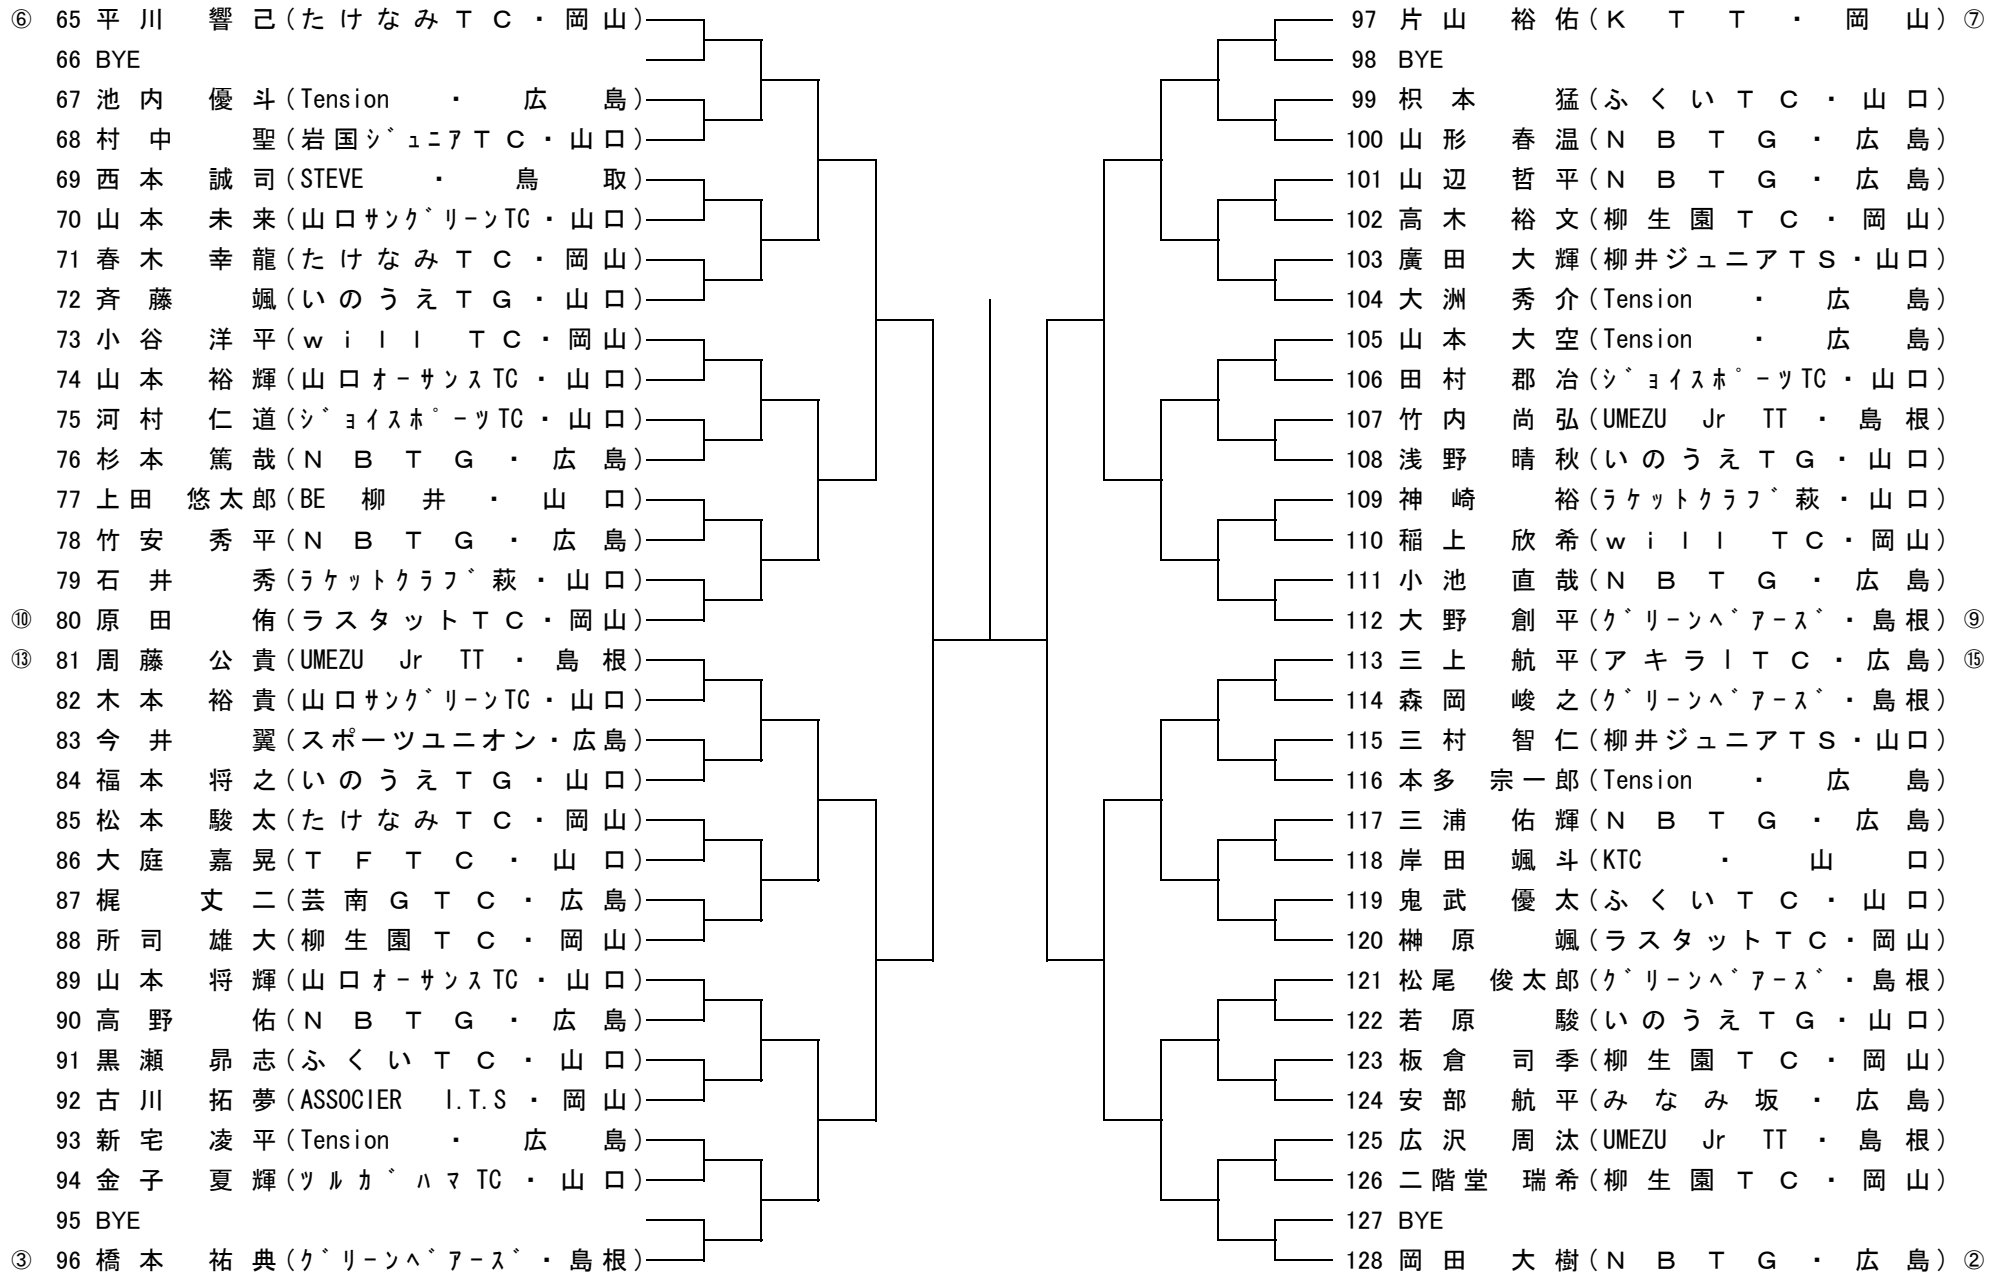 ⑥ 65 平川 響己(たけなみTC・岡山)
66 BYE
67 池内 優斗(Tension ・ 広島)
68 村中 聖(岩国ｼﾞｭﾆｱTC・山口)
69 西本 誠司(STEVE ・ 鳥取)
70 山本 未来(山口ｻﾝｸﾞﾘｰﾝTC・山口)
71 春木 幸龍(たけなみTC・岡山)
72 斉藤 颯(いのうえTG・山口)
73 小谷 洋平(will TC・岡山)
74 山本 裕輝(山口ｵｰｻﾝｽTC・山口)
75 河村 仁道(ｼﾞｮｲｽﾎﾟｰﾂTC・山口)
76 杉本 篤哉(NBTG・広島)
77 上田 悠太郎(BE 柳井 ・ 山口)
78 竹安 秀平(NBTG・広島)
79 石井 秀(ﾗｹｯﾄｸﾗﾌﾞ萩・山口)
⑩ 80 原田 侑(ラスタットTC・岡山)
⑬ 81 周藤 公貴(UMEZU Jr TT ・ 島根)
82 木本 裕貴(山口ｻﾝｸﾞﾘｰﾝTC・山口)
83 今井 翼(スポーツユニオン・広島)
84 福本 将之(いのうえTG・山口)
85 松本 駿太(たけなみTC・岡山)
86 大庭 嘉晃(TFTC・山口)
87 梶 丈二(芸南GTC・広島)
88 所司 雄大(柳生園TC・岡山)
89 山本 将輝(山口ｵｰｻﾝｽTC・山口)
90 高野 佑(NBTG・広島)
91 黒瀬 昴志(ふくいTC・山口)
92 古川 拓夢(ASSOCIER I.T.S ・ 岡山)
93 新宅 凌平(Tension ・ 広島)
94 金子 夏輝(ﾂﾙｶﾞﾊﾏTC ・ 山口)
95 BYE
③ 96 橋本 祐典(ｸﾞﾘｰﾝﾍﾞｱｰｽﾞ・島根)
97 片山 裕佑(KTT・岡山) ⑦
98 BYE
99 枳本 猛(ふくいTC・山口)
100 山形 春温(NBTG・広島)
101 山辺 哲平(NBTG・広島)
102 高木 裕文(柳生園TC・岡山)
103 廣田 大輝(柳井ジュニアTS・山口)
104 大洲 秀介(Tension ・ 広島)
105 山本 大空(Tension ・ 広島)
106 田村 郡冶(ｼﾞｮｲｽﾎﾟｰﾂTC・山口)
107 竹内 尚弘(UMEZU Jr TT ・ 島根)
108 浅野 晴秋(いのうえTG・山口)
109 神崎 裕(ﾗｹｯﾄｸﾗﾌﾞ萩・山口)
110 稲上 欣希(will TC・岡山)
111 小池 直哉(NBTG・広島)
112 大野 創平(ｸﾞﾘｰﾝﾍﾞｱｰｽﾞ・島根) ⑨
113 三上 航平(アキラITC・広島) ⑮
114 森岡 峻之(ｸﾞﾘｰﾝﾍﾞｱｰｽﾞ・島根)
115 三村 智仁(柳井ジュニアTS・山口)
116 本多 宗一郎(Tension ・ 広島)
117 三浦 佑輝(NBTG・広島)
118 岸田 颯斗(KTC ・ 山口)
119 鬼武 優太(ふくいTC・山口)
120 榊原 颯(ラスタットTC・岡山)
121 松尾 俊太郎(ｸﾞﾘｰﾝﾍﾞｱｰｽﾞ・島根)
122 若原 駿(いのうえTG・山口)
123 板倉 司季(柳生園TC・岡山)
124 安部 航平(みなみ坂・広島)
125 広沢 周汰(UMEZU Jr TT ・ 島根)
126 二階堂 瑞希(柳生園TC・岡山)
127 BYE
128 岡田 大樹(NBTG・広島) ②